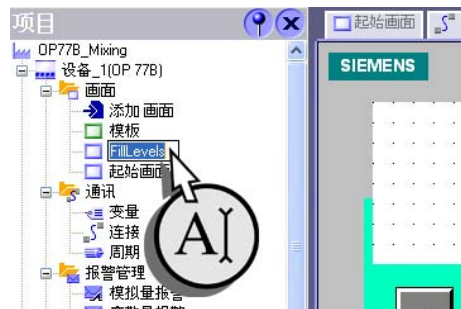 项目
起始画面
OP77B_Mixing
设备_1(OP 77B)
SIEMENS
画面
添加 画面
模板
FillLevels
起始画面
通讯
变量
连接
周期
报警管理
模拟量报警
A